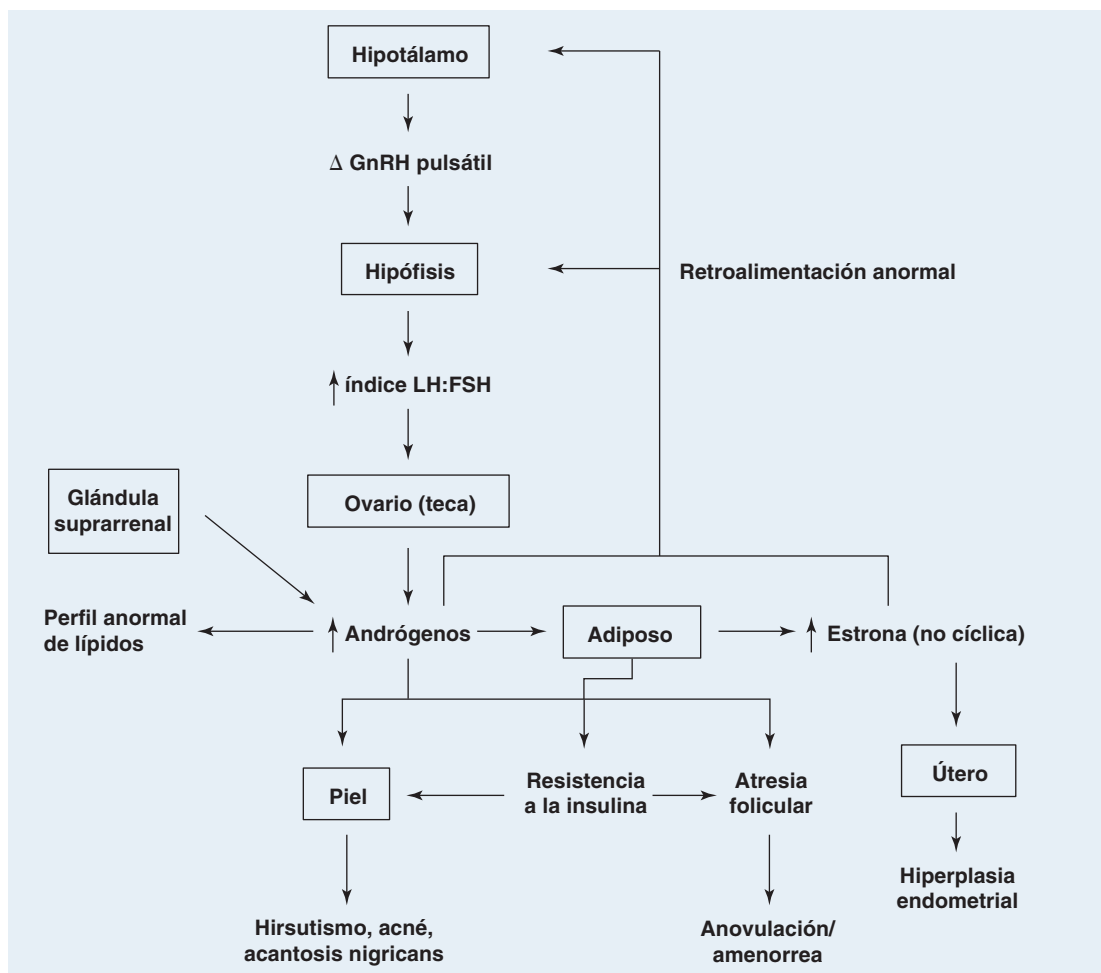 Hipotálamo
Δ GnRH pulsátil
Hipófisis
Retroalimentación anormal
↑ índice LH:FSH
Glándula
suprarrenal
Ovario (teca)
Perfil anormal
de lípidos
↑ Andrógenos
Adiposo
↑ Estrona (no cíclica)
Piel
Resistencia
a la insulina
Atresia
folicular
Útero
Hirsutismo, acné,
acantosis nigricans
Anovulación/
amenorrea
Hiperplasia
endometrial